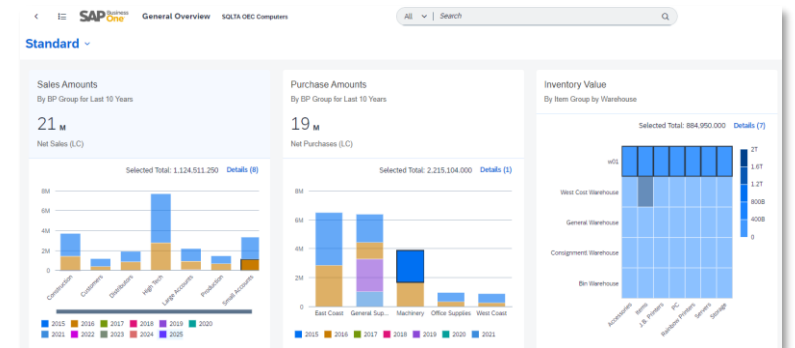 SAP Business One General Overview SQLTA OEC Computers All | Search
Standard
Sales Amounts
By BP Group for Last 10 Years
21 M
Net Sales (LC)
Selected Total: 1.124,511.250 Details (8)
8M
6M
4M
2M
0
Construction Customers Distributors High Tech Large Accounts Production Small Accounts
2015 2016 2017 2018 2019 2020
2021 2022 2023 2024 2025
Purchase Amounts
By BP Group for Last 10 Years
19 M
Net Purchases (LC)
Selected Total: 2.215,104.000 Details (1)
8M
6M
4M
2M
0
East Coast General Sup... Machinery Office Supplies West Coast
2015 2016 2017 2018 2019 2020 2021
Inventory Value
By Item Group by Warehouse
Selected Total: 884,950.000 Details (7)
w01
West Cost Warehouse
General Warehouse
Consignment Warehouse
Bin Warehouse
Accessories Items J.B. Printers PC Rainbow Printers Servers Storage
2T
1.6T
1.2T
800B
400B
0